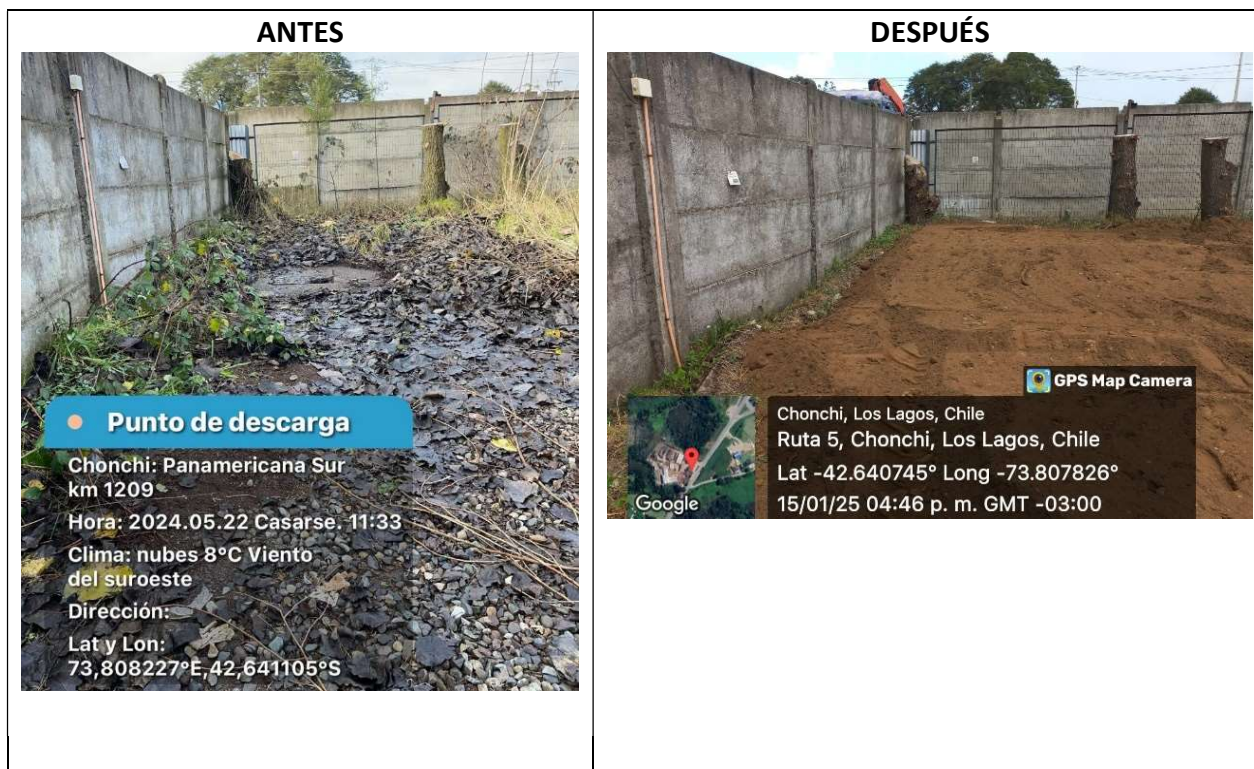 ANTES
DESPUÉS
Punto de descarga
Chonchi: Panamericana Sur
km 1209
Hora: 2024.05.22 Casarse. 11:33
Clima: nubes 8°C Viento
del suroeste
Dirección:
Lat y Lon:
73,808227°E,42,641105°S
GPS Map Camera
Google
Chonchi, Los Lagos, Chile
Ruta 5, Chonchi, Los Lagos, Chile
Lat -42.640745° Long -73.807826°
15/01/25 04:46 p. m. GMT -03:00